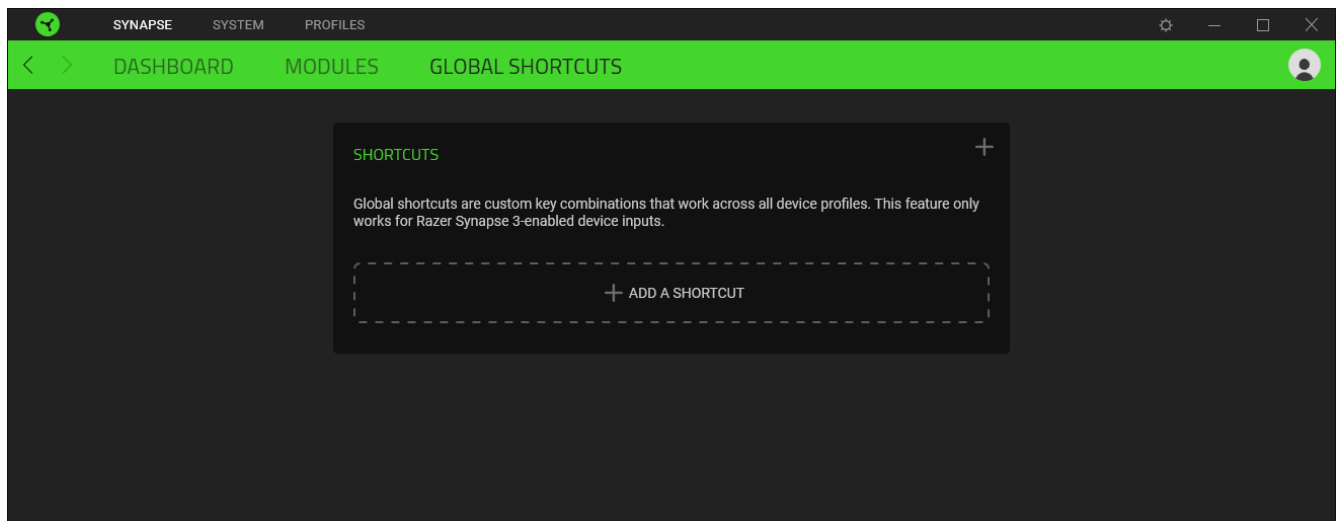 SYNAPSE SYSTEM PROFILES
DASHBOARD MODULES GLOBAL SHORTCUTS
SHORTCUTS
Global shortcuts are custom key combinations that work across all device profiles. This feature only
works for Razer Synapse 3-enabled device inputs.
ADD A SHORTCUT